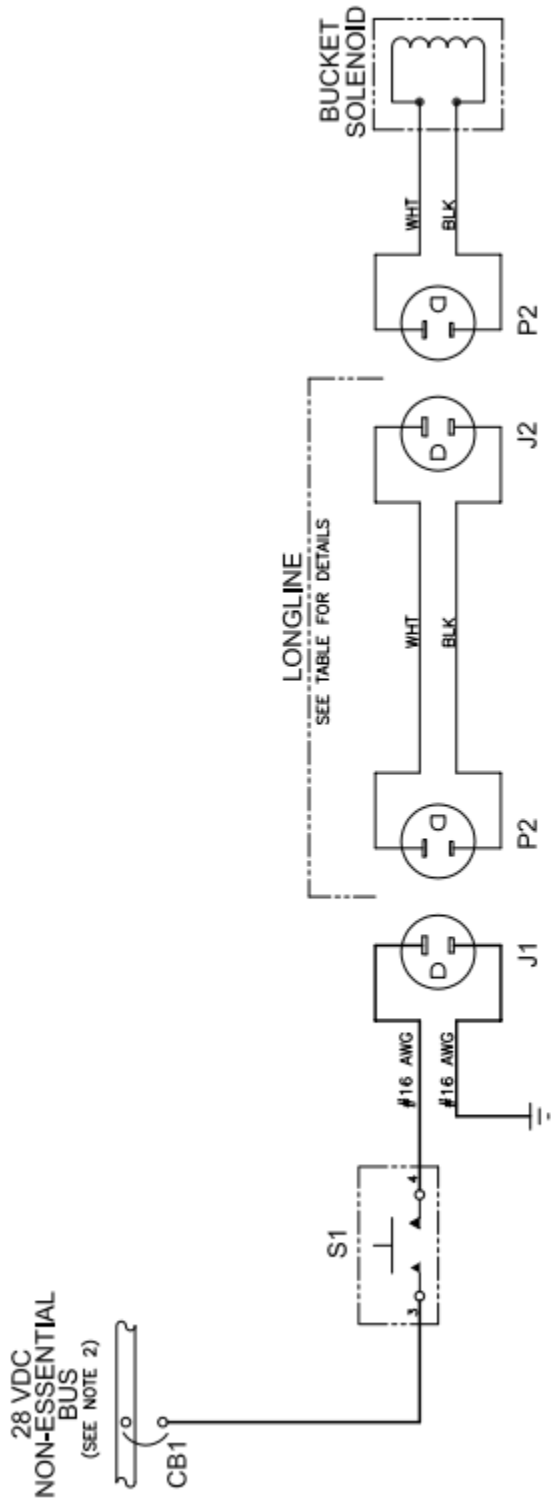 28 VDC
NON-ESSENTIAL
BUS
(SEE NOTE 2)
CB1
S1
3
4
#16 AWG
#16 AWG
J1
LONGLINE
SEE TABLE FOR DETAILS
P2
WHT
BLK
J2
P2
WHT
BLK
BUCKET
SOLENOID